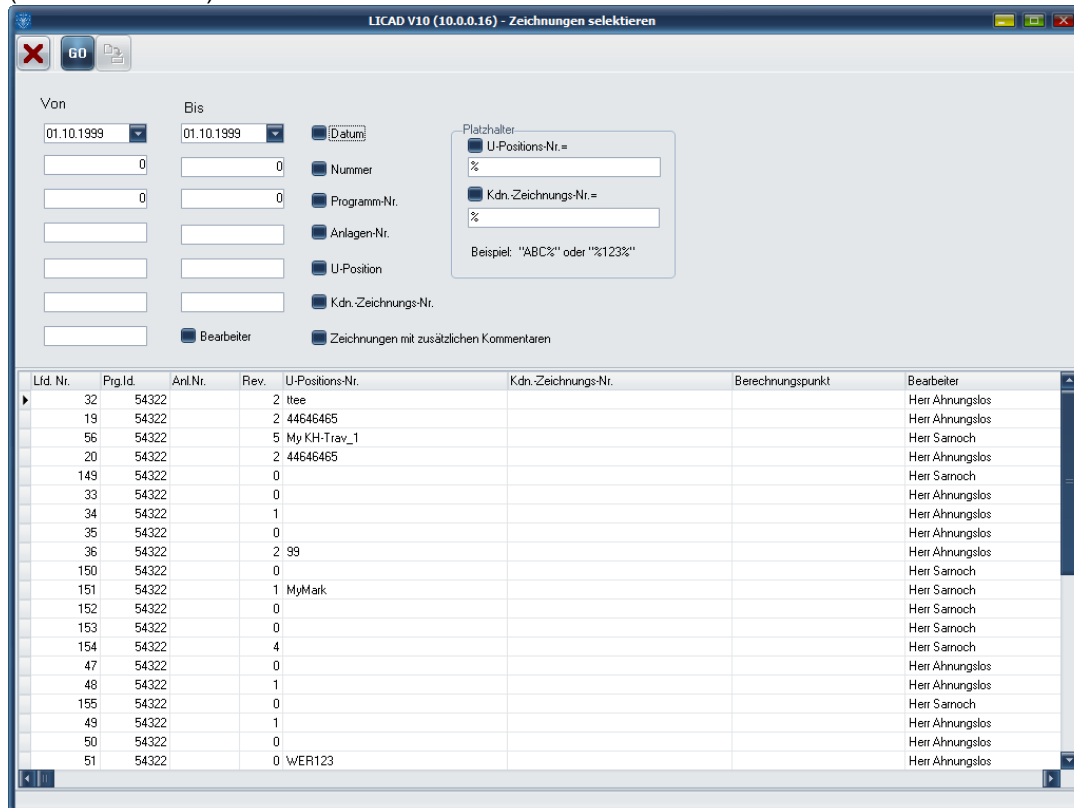 LICAD V10 (10.0.0.16) - Zeichnungen selektieren
GO
Von Bis
01.10.1999 01.10.1999 Datum
0 0 Nummer
0 0 Programm-Nr.
Anlagen-Nr.
U-Position
Kdn.-Zeichnungs-Nr.
Bearbeiter Zeichnungen mit zusätzlichen Kommentaren
Platzhalter
U-Positions-Nr.=
%
Kdn.-Zeichnungs-Nr.=
%
Beispiel: "ABC%" oder "%123%"
Lfd. Nr. Prg.Id. Anl.Nr. Rev. U-Positions-Nr. Kdn.-Zeichnungs-Nr. Berechnungspunkt Bearbeiter
32 54322 2 ttee Herr Ahnungslos
19 54322 2 44646465 Herr Ahnungslos
56 54322 5 My KH-Trav_1 Herr Sarnoch
20 54322 2 44646465 Herr Ahnungslos
149 54322 0 Herr Sarnoch
33 54322 0 Herr Ahnungslos
34 54322 1 Herr Ahnungslos
35 54322 0 Herr Ahnungslos
36 54322 2 99 Herr Ahnungslos
150 54322 0 Herr Sarnoch
151 54322 1 MyMark Herr Sarnoch
152 54322 0 Herr Sarnoch
153 54322 0 Herr Sarnoch
154 54322 4 Herr Sarnoch
47 54322 0 Herr Ahnungslos
48 54322 1 Herr Ahnungslos
155 54322 0 Herr Sarnoch
49 54322 1 Herr Ahnungslos
50 54322 0 Herr Ahnungslos
51 54322 0 WER123 Herr Ahnungslos